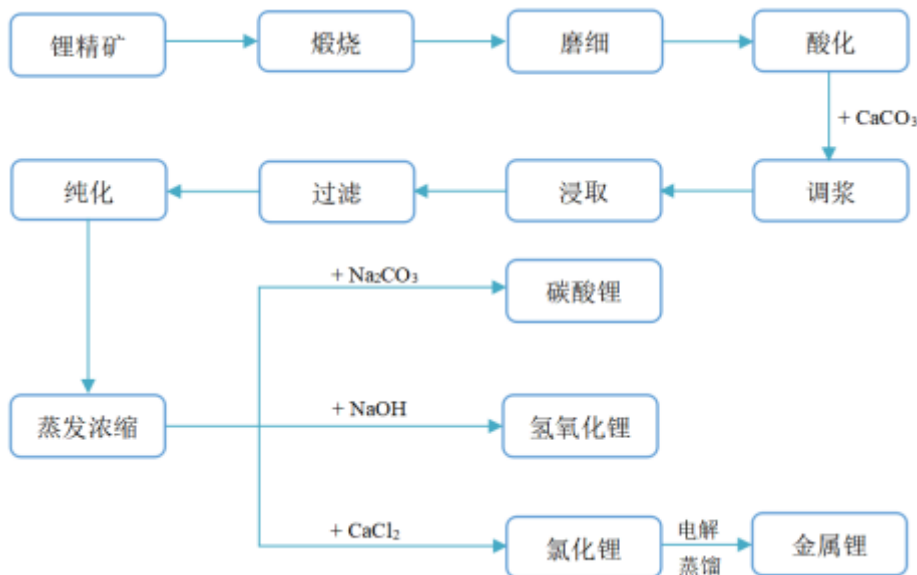 锂精矿
煅烧
磨细
酸化
+ CaCO₃
纯化
过滤
浸取
调浆
+ Na₂CO₃
碳酸锂
蒸发浓缩
+ NaOH
氢氧化锂
+ CaCl₂
氯化锂
电解
蒸馏
金属锂